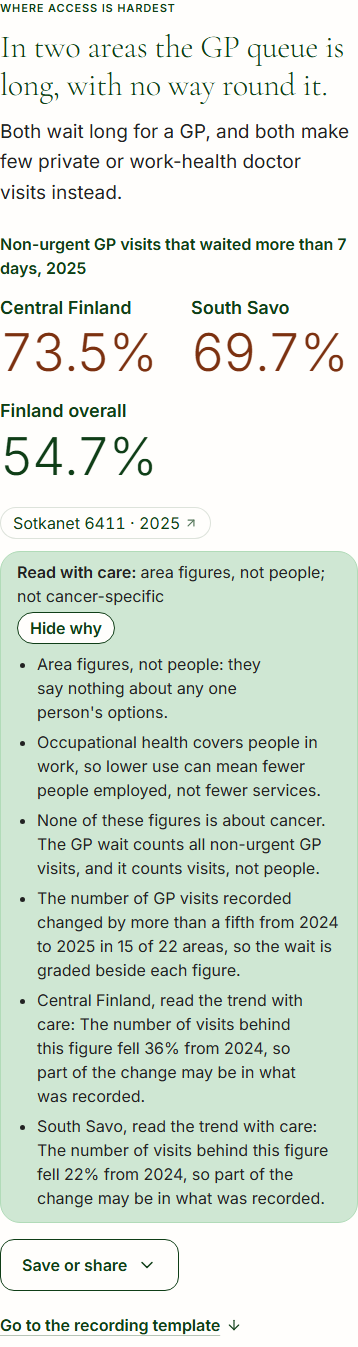 WHERE ACCESS IS HARDEST
In two areas the GP queue is
long, with no way round it.
Both wait long for a GP, and both make
few private or work-health doctor
visits instead.
Non-urgent GP visits that waited more than 7
days, 2025
Central Finland South Savo
73.5% 69.7%
Finland overall
54.7%
Sotkanet 6411 · 2025 ↗
Read with care: area figures, not people;
not cancer-specific
Hide why
• Area figures, not people: they
say nothing about any one
person's options.
• Occupational health covers people in
work, so lower use can mean fewer
people employed, not fewer services.
• None of these figures is about cancer.
The GP wait counts all non-urgent GP
visits, and it counts visits, not people.
• The number of GP visits recorded
changed by more than a fifth from 2024
to 2025 in 15 of 22 areas, so the wait is
graded beside each figure.
• Central Finland, read the trend with
care: The number of visits behind
this figure fell 36% from 2024, so
part of the change may be in what
was recorded.
• South Savo, read the trend with care:
The number of visits behind this figure
fell 22% from 2024, so part of the
change may be in what was recorded.
Save or share
Go to the recording template ↓